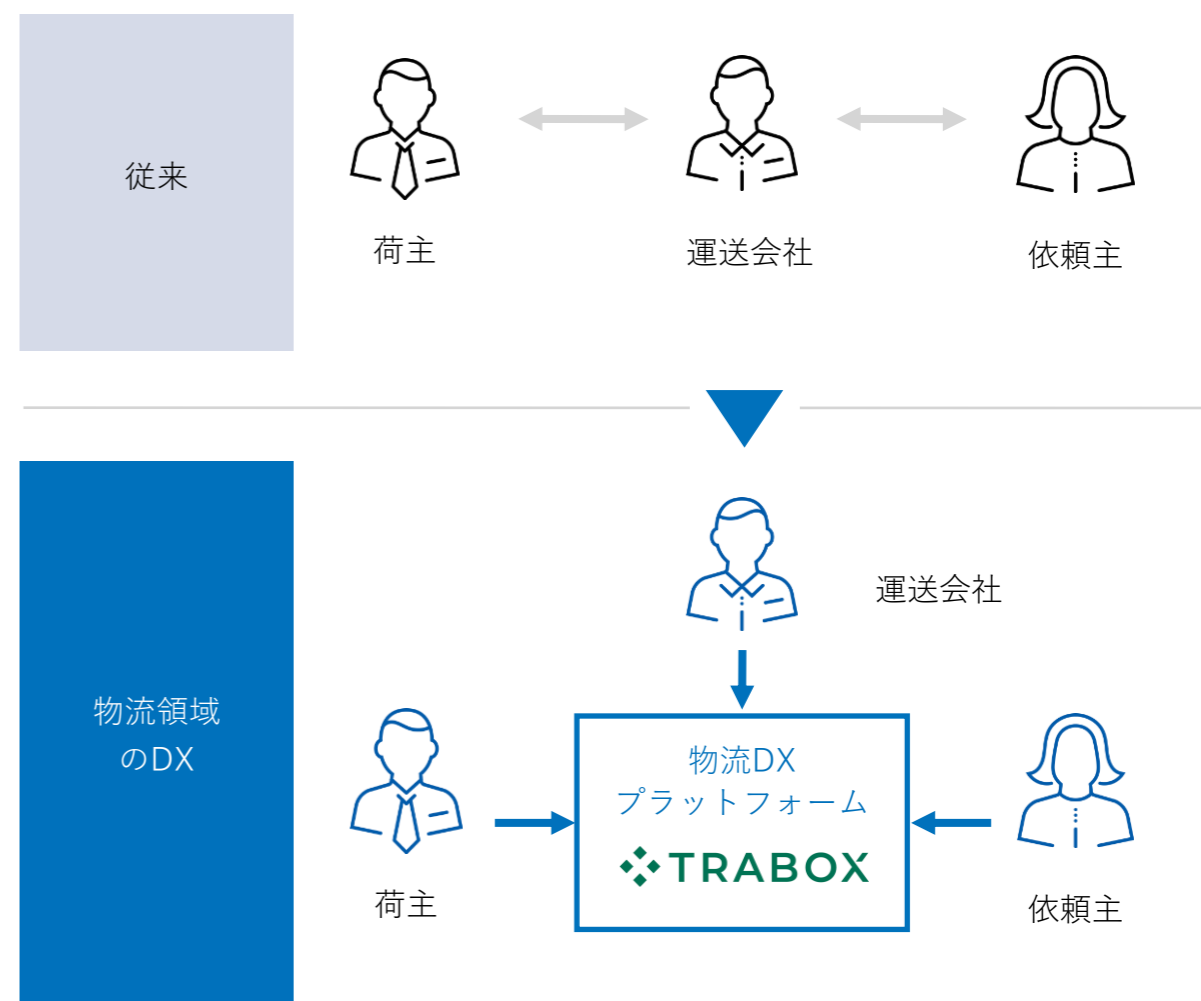 従来
荷主
運送会社
依頼主
運送会社
物流領域
のDX
物流DX
プラットフォーム
TRABOX
荷主
依頼主